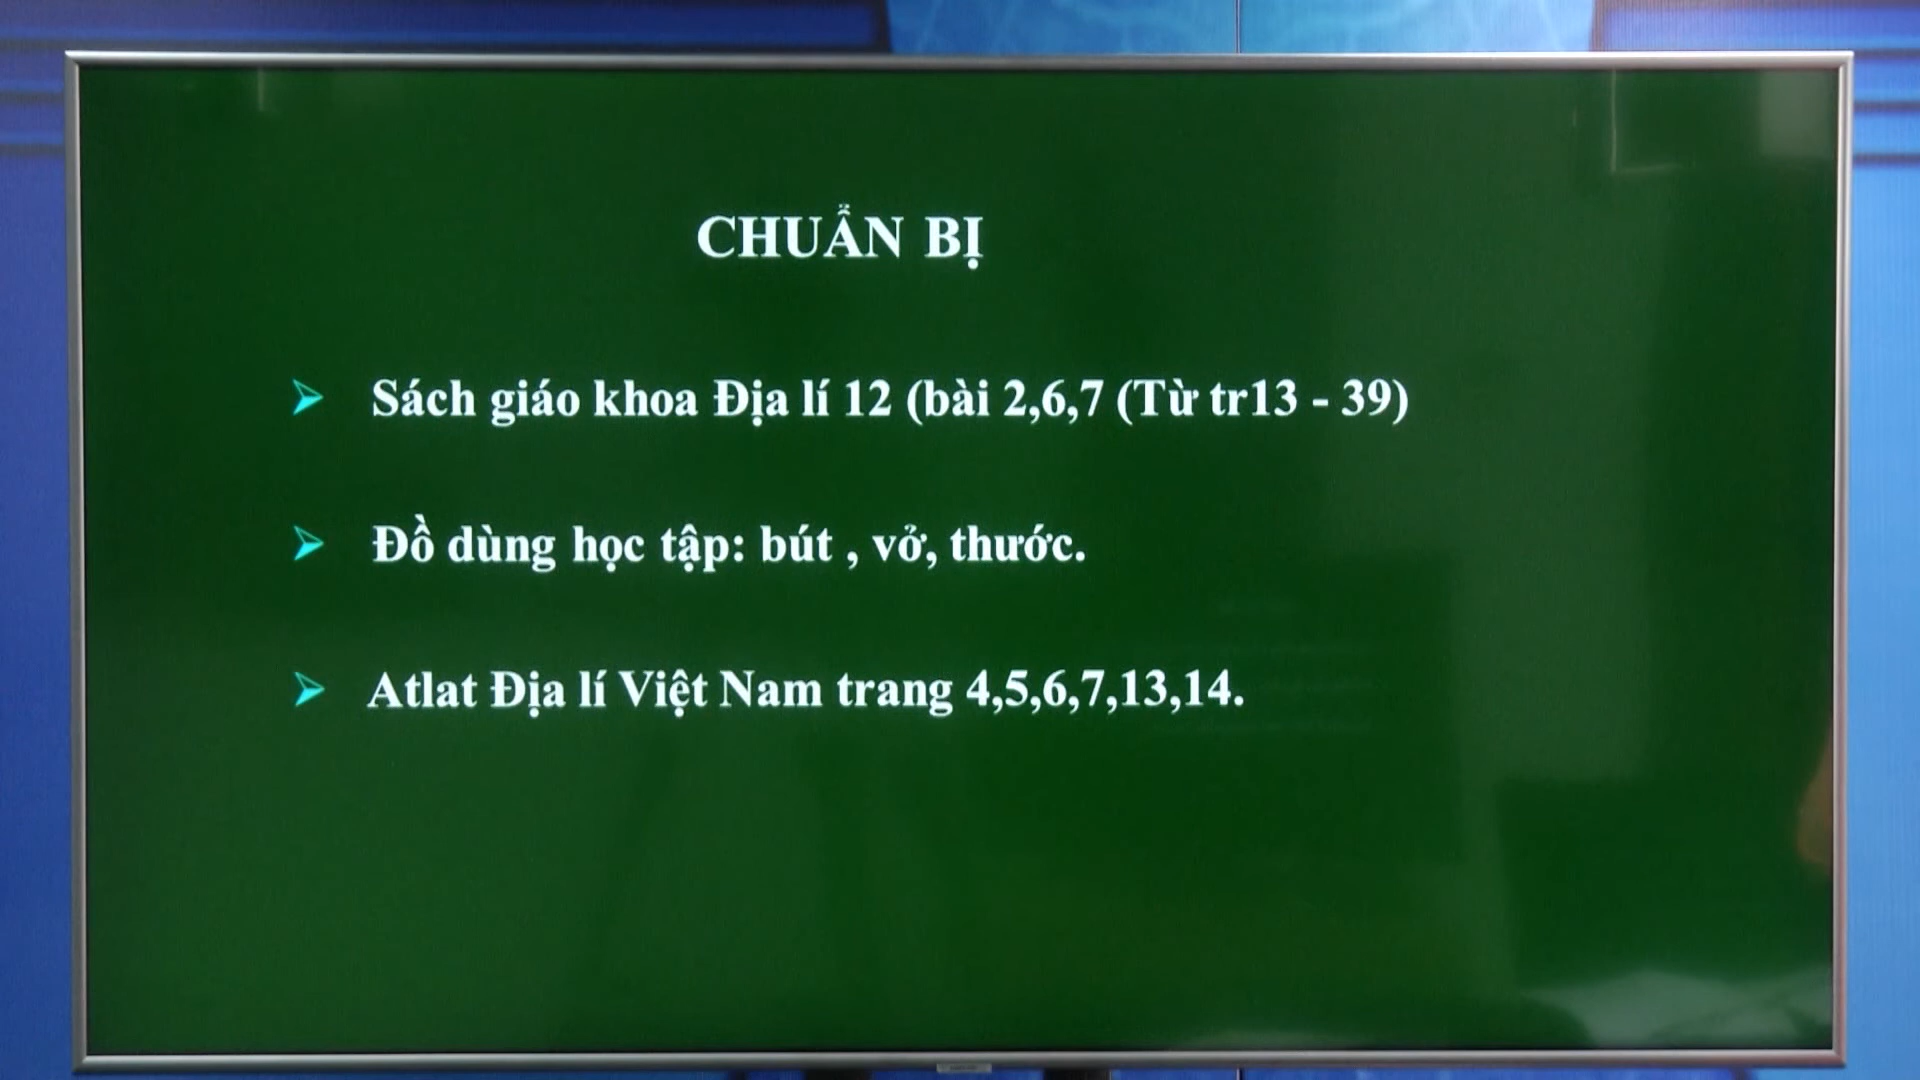 CHUẨN BỊ
Sách giáo khoa Địa lí 12 (bài 2,6,7 (Từ tr13 - 39)
Đồ dùng học tập: bút , vở, thước.
Atlat Địa lí Việt Nam trang 4,5,6,7,13,14.